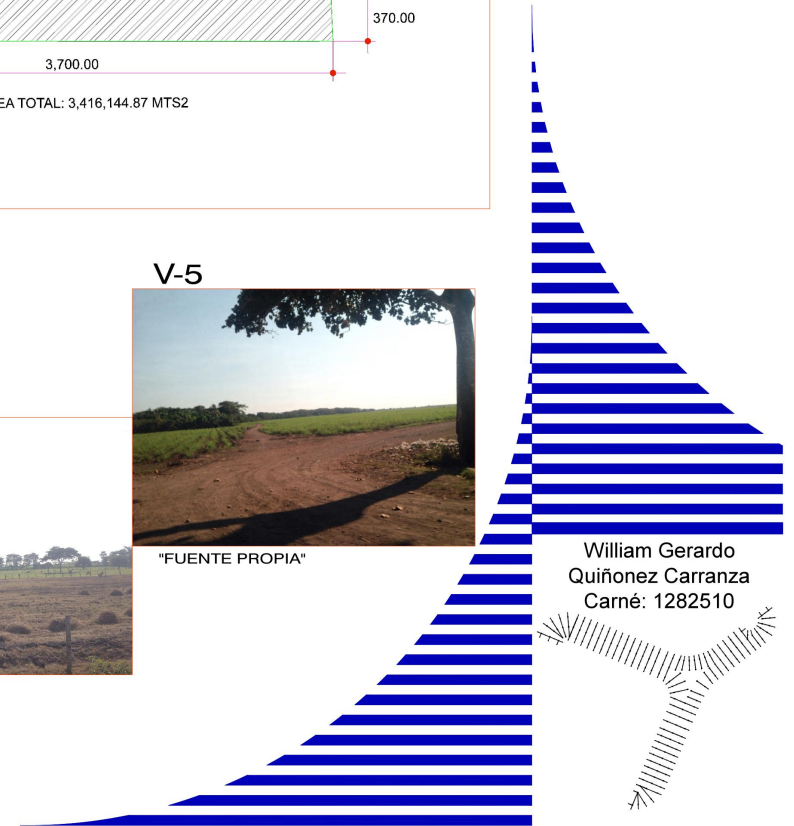 370.00
3,700.00
EA TOTAL: 3,416,144.87 MTS2
V-5
"FUENTE PROPIA"
William Gerardo
Quiñonez Carranza
Carné: 1282510